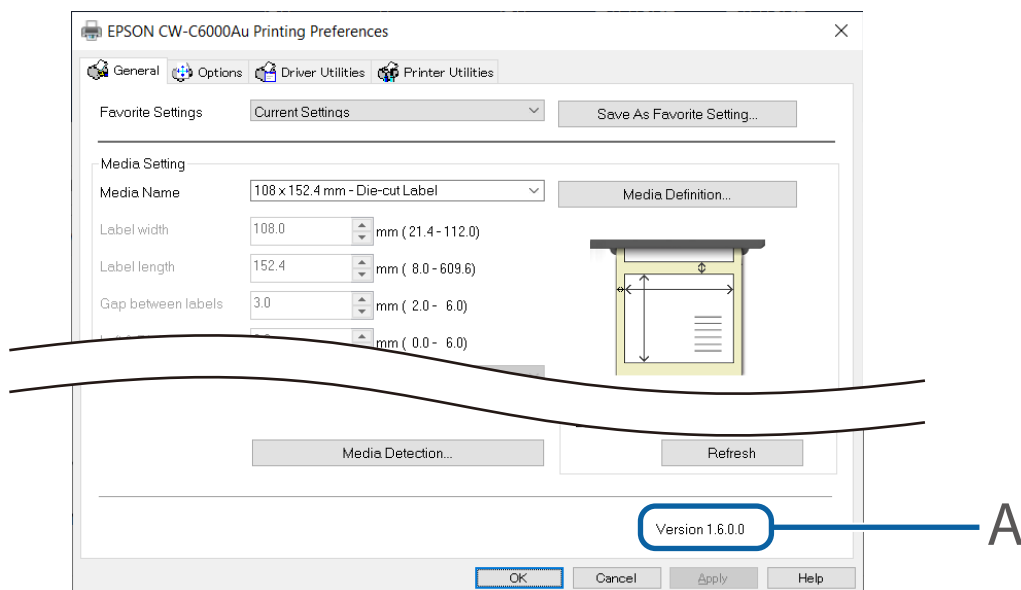 EPSON CW-C6000Au Printing Preferences
General Options Driver Utilities Printer Utilities
Favorite Settings Current Settings Save As Favorite Setting...
Media Setting
Media Name 108 x 152.4 mm - Die-cut Label Media Definition...
Label width 108.0 mm ( 21.4 - 112.0)
Label length 152.4 mm ( 8.0 - 609.6)
Gap between labels 3.0 mm ( 2.0 - 6.0)
mm ( 0.0 - 6.0)
Media Detection... Refresh
Version 1.6.0.0 A
OK Cancel Apply Help